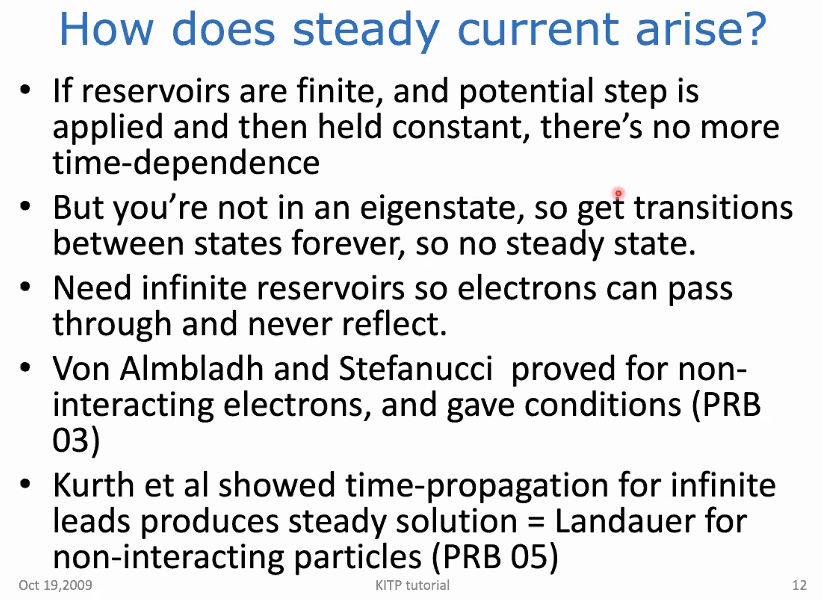 How does steady current arise?
• If reservoirs are finite, and potential step is
applied and then held constant, there's no more
time-dependence
• But you're not in an eigenstate, so get transitions
between states forever, so no steady state.
• Need infinite reservoirs so electrons can pass
through and never reflect.
• Von Almbladh and Stefanucci  proved for non-
interacting electrons, and gave conditions (PRB
03)
• Kurth et al showed time-propagation for infinite
leads produces steady solution = Landauer for
non-interacting particles (PRB 05)
Oct 19,2009 KITP tutorial 12